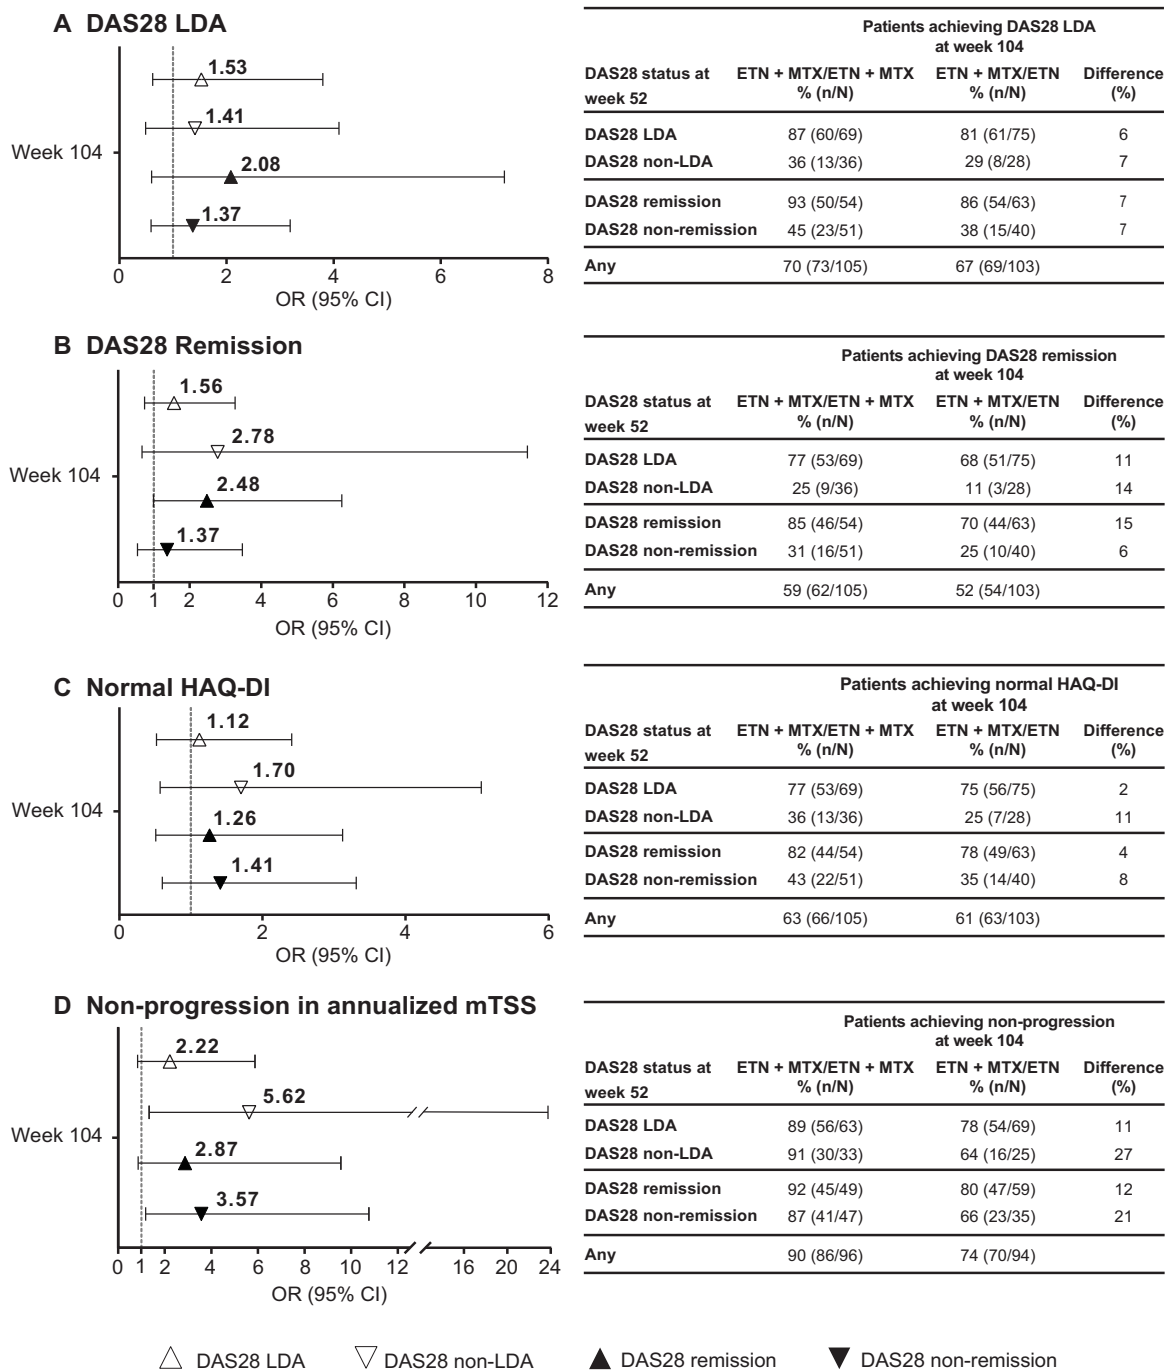 A DAS28 LDA
1.53
1.41
Week 104
2.08
1.37
0 2 4 6 8
OR (95% CI)
Patients achieving DAS28 LDA
at week 104
DAS28 status at week 52 ETN + MTX/ETN + MTX % (n/N) ETN + MTX/ETN % (n/N) Difference (%)
DAS28 LDA 87 (60/69) 81 (61/75) 6
DAS28 non-LDA 36 (13/36) 29 (8/28) 7
DAS28 remission 93 (50/54) 86 (54/63) 7
DAS28 non-remission 45 (23/51) 38 (15/40) 7
Any 70 (73/105) 67 (69/103)
B DAS28 Remission
1.56
2.78
Week 104
2.48
1.37
0 1 2 4 6 8 10 12
OR (95% CI)
Patients achieving DAS28 remission
at week 104
DAS28 status at week 52 ETN + MTX/ETN + MTX % (n/N) ETN + MTX/ETN % (n/N) Difference (%)
DAS28 LDA 77 (53/69) 68 (51/75) 11
DAS28 non-LDA 25 (9/36) 11 (3/28) 14
DAS28 remission 85 (46/54) 70 (44/63) 15
DAS28 non-remission 31 (16/51) 25 (10/40) 6
Any 59 (62/105) 52 (54/103)
C Normal HAQ-DI
1.12
1.70
Week 104
1.26
1.41
0 2 4 6
OR (95% CI)
Patients achieving normal HAQ-DI
at week 104
DAS28 status at week 52 ETN + MTX/ETN + MTX % (n/N) ETN + MTX/ETN % (n/N) Difference (%)
DAS28 LDA 77 (53/69) 75 (56/75) 2
DAS28 non-LDA 36 (13/36) 25 (7/28) 11
DAS28 remission 82 (44/54) 78 (49/63) 4
DAS28 non-remission 43 (22/51) 35 (14/40) 8
Any 63 (66/105) 61 (63/103)
D Non-progression in annualized mTSS
2.22
5.62
Week 104
2.87
3.57
0 1 2 4 6 8 10 12 16 20 24
OR (95% CI)
Patients achieving non-progression
at week 104
DAS28 status at week 52 ETN + MTX/ETN + MTX % (n/N) ETN + MTX/ETN % (n/N) Difference (%)
DAS28 LDA 89 (56/63) 78 (54/69) 11
DAS28 non-LDA 91 (30/33) 64 (16/25) 27
DAS28 remission 92 (45/49) 80 (47/59) 12
DAS28 non-remission 87 (41/47) 66 (23/35) 21
Any 90 (86/96) 74 (70/94)
DAS28 LDA DAS28 non-LDA DAS28 remission DAS28 non-remission